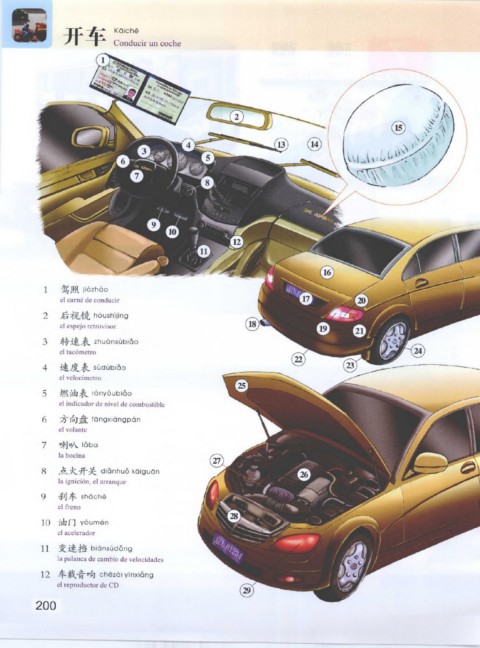 开车 Kāichē
Conducir un coche
1
2
13
14
15
3
4
5
6
7
8
9
10
11
12
16
17
18
19
20
21
22
23
24
25
26
27
28
29
1 驾照 jiàzhào
el carné de conducir
2 后视镜 hòushìjìng
el espejo retrovisor
3 转速表 zhuànsùbiǎo
el tacómetro
4 速度表 sùdùbiǎo
el velocímetro
5 燃油表 rányóubiǎo
el indicador de nivel de combustible
6 方向盘 fāngxiàngpán
el volante
7 喇叭 lǎba
la bocina
8 点火开关 diǎnhuǒ kāiguān
la ignición, el arranque
9 刹车 shāchē
el freno
10 油门 yóumén
el acelerador
11 变速挡 biànsùdǎng
la palanca de cambio de velocidades
12 车载音响 chēzài yīnxiǎng
el reproductor de CD
200